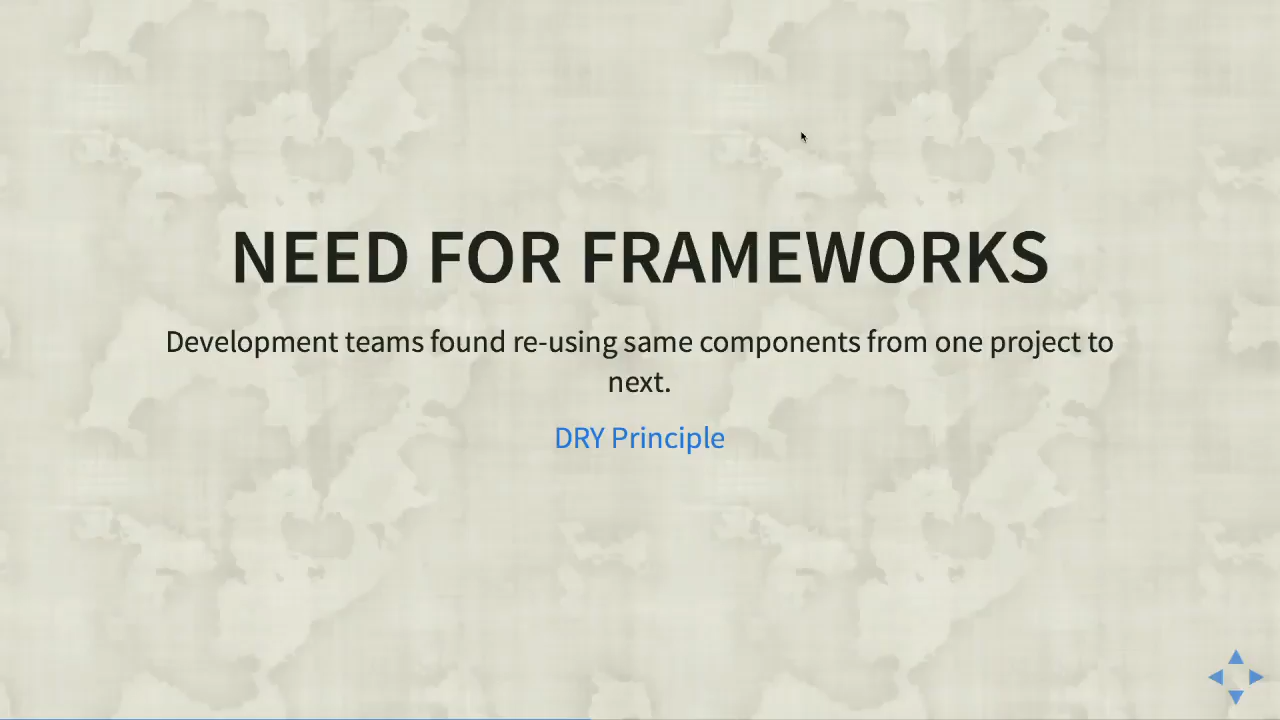 NEED FOR FRAMEWORKS
Development teams found re-using same components from one project to
next.
DRY Principle